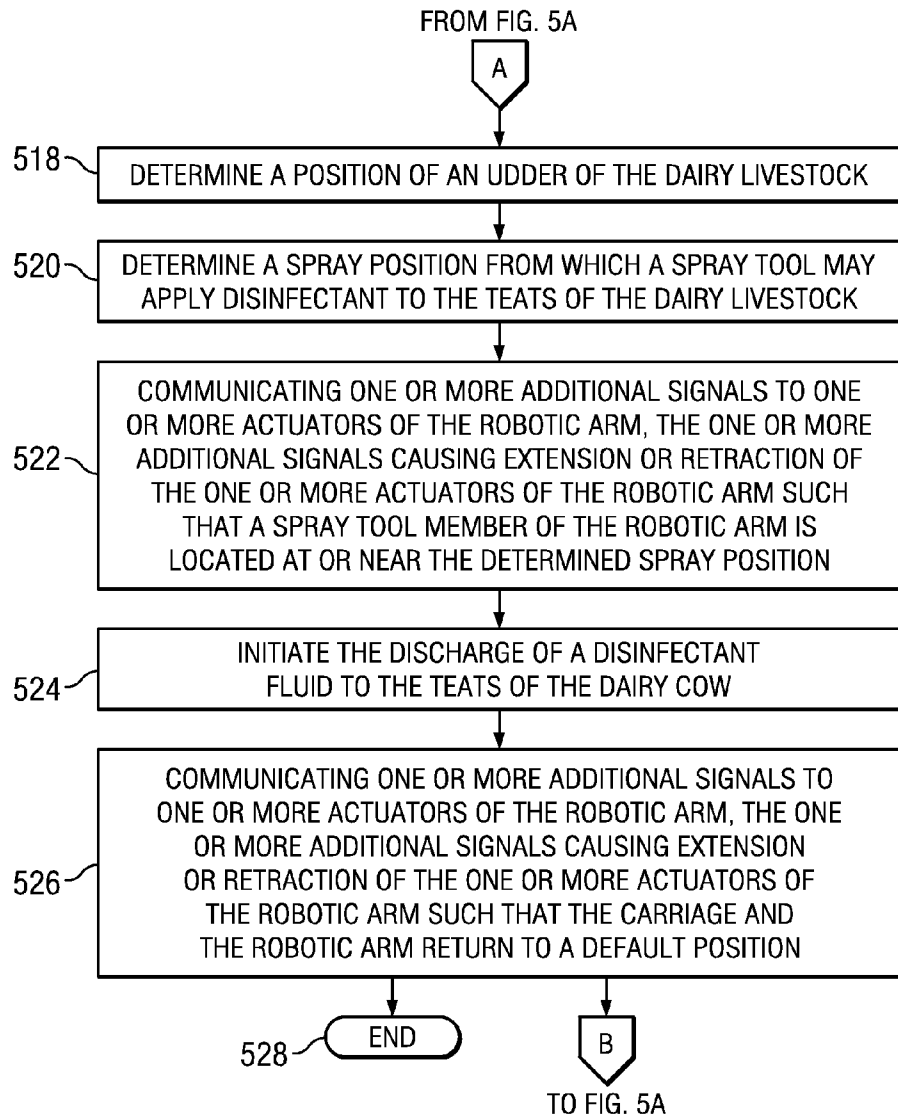 FROM FIG. 5A
A
518
DETERMINE A POSITION OF AN UDDER OF THE DAIRY LIVESTOCK
520
DETERMINE A SPRAY POSITION FROM WHICH A SPRAY TOOL MAY
APPLY DISINFECTANT TO THE TEATS OF THE DAIRY LIVESTOCK
522
COMMUNICATING ONE OR MORE ADDITIONAL SIGNALS TO ONE
OR MORE ACTUATORS OF THE ROBOTIC ARM, THE ONE OR MORE
ADDITIONAL SIGNALS CAUSING EXTENSION OR RETRACTION OF
THE ONE OR MORE ACTUATORS OF THE ROBOTIC ARM SUCH
THAT A SPRAY TOOL MEMBER OF THE ROBOTIC ARM IS
LOCATED AT OR NEAR THE DETERMINED SPRAY POSITION
524
INITIATE THE DISCHARGE OF A DISINFECTANT
FLUID TO THE TEATS OF THE DAIRY COW
526
COMMUNICATING ONE OR MORE ADDITIONAL SIGNALS TO
ONE OR MORE ACTUATORS OF THE ROBOTIC ARM, THE ONE
OR MORE ADDITIONAL SIGNALS CAUSING EXTENSION
OR RETRACTION OF THE ONE OR MORE ACTUATORS OF
THE ROBOTIC ARM SUCH THAT THE CARRIAGE AND
THE ROBOTIC ARM RETURN TO A DEFAULT POSITION
528
END
B
TO FIG. 5A